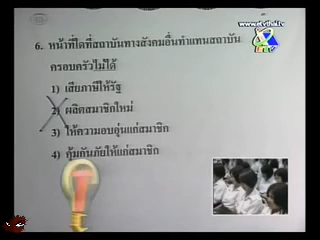 www.etvthai.tv
6. หน้าที่ใดที่สถาบันทางสังคมอื่นทำแทนสถาบัน
ครอบครัวไม่ได้
1) เสียภาษีให้รัฐ
2) ผลิตสมาชิกใหม่
3) ให้ความอบอุ่นแก่สมาชิก
4) คุ้มกันภัยให้แก่สมาชิก